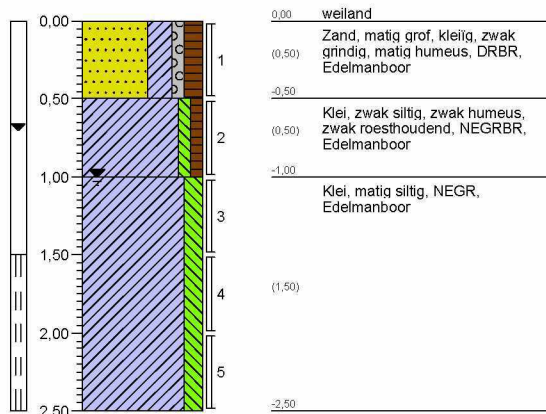 0,00
0,50
1,00
1,50
2,00
2,50
1
2
3
4
5
0,00 weiland
(0,50) Zand, matig grof, kleiïg, zwak
grindig, matig humeus, DRBR,
Edelmanboor
-0,50
(0,50) Klei, zwak siltig, zwak humeus,
zwak roesthoudend, NEGRBR,
Edelmanboor
-1,00
Klei, matig siltig, NEGR,
Edelmanboor
(1,50)
-2,50